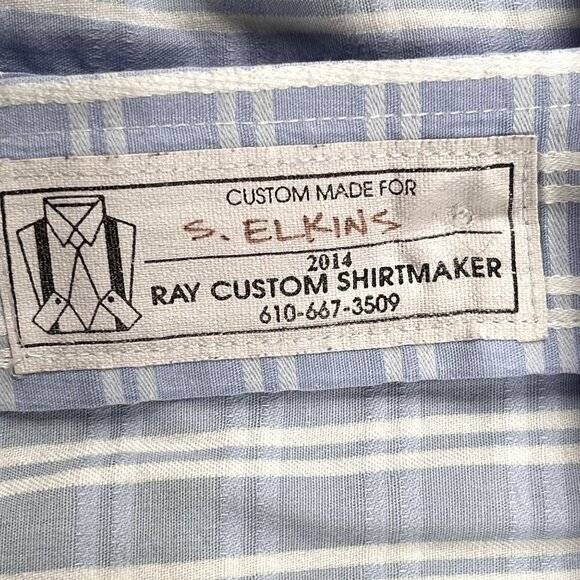 CUSTOM MADE FOR
S. ELKINS
2014
RAY CUSTOM SHIRTMAKER
610-667-3509